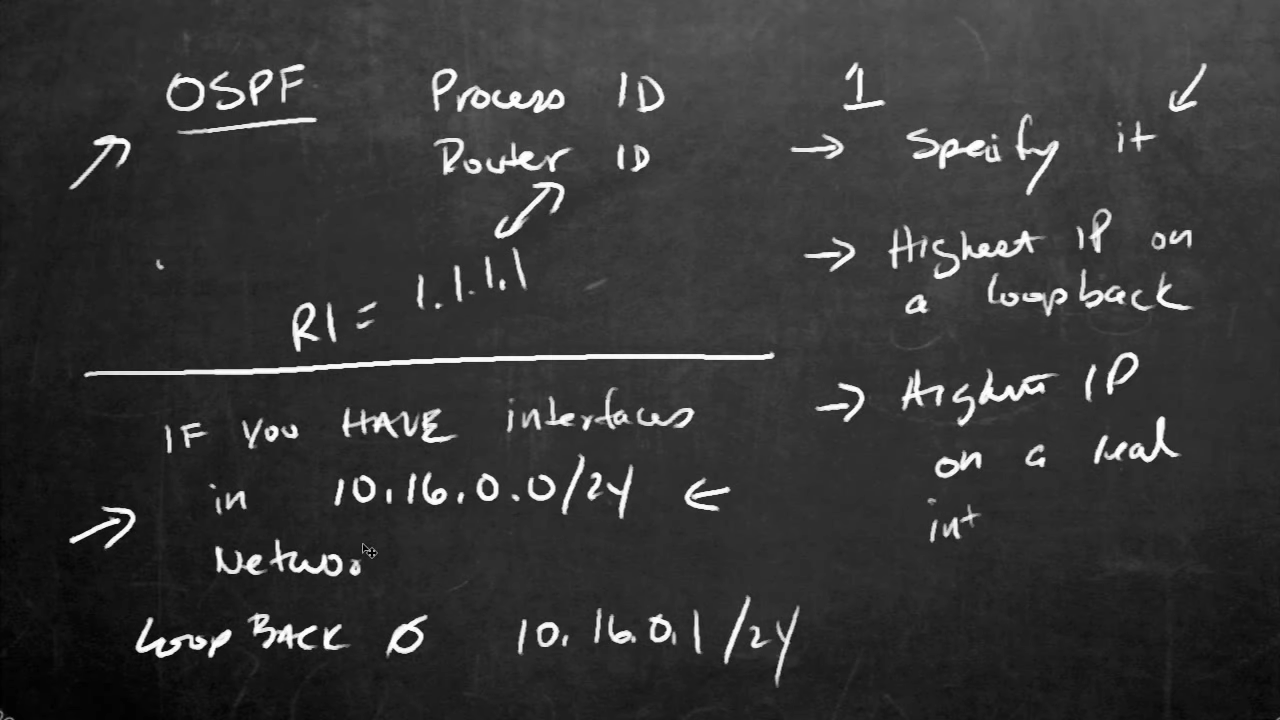 OSPF Process ID 1
Router ID
R1 = 1.1.1.1
→ Specify it
→ Highest IP on
a loopback
→ Highest IP
on a real
int
IF YOU HAVE interfaces
in 10.16.0.0/24 ←
Networ
LOOPBACK 0 10.16.0.1/24